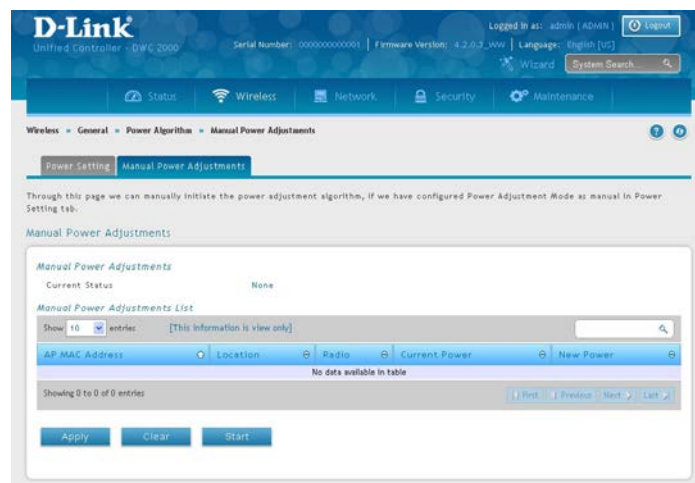 D-Link
Unified Controller - DWC 2000
Logged in as: admin ( ADMIN )
Logout
Serial Number: 000000000001 | Firmware Version: 4.2.0.3_WW | Language: English [US]
Wizard
System Search...
Status
Wireless
Network
Security
Maintenance
Wireless » General » Power Algorithm » Manual Power Adjustments
Power Setting
Manual Power Adjustments
Through this page we can manually initiate the power adjustment algorithm, if we have configured Power Adjustment Mode as manual in Power
Setting tab.
Manual Power Adjustments
Manual Power Adjustments
Current Status None
Manual Power Adjustments List
Show 10 entries [This information is view only]
AP MAC Address Location Radio Current Power New Power
No data available in table
Showing 0 to 0 of 0 entries
First Previous Next Last
Apply Clear Start